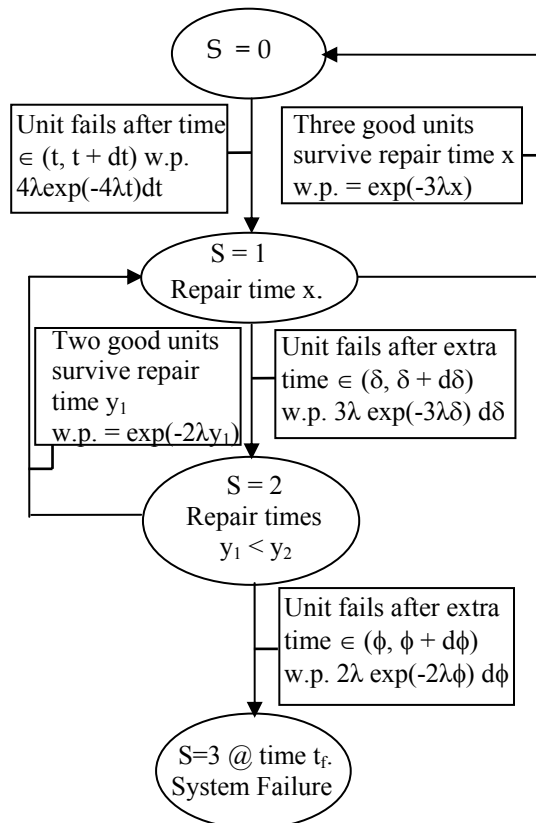 S = 0
Unit fails after time
∈ (t, t + dt) w.p.
4λexp(-4λt)dt
Three good units
survive repair time x
w.p. = exp(-3λx)
S = 1
Repair time x.
Two good units
survive repair
time y₁
w.p. = exp(-2λy₁)
Unit fails after extra
time ∈ (δ, δ + dδ)
w.p. 3λ exp(-3λδ) dδ
S = 2
Repair times
y₁ < y₂
Unit fails after extra
time ∈ (ϕ, ϕ + dϕ)
w.p. 2λ exp(-2λϕ) dϕ
S=3 @ time t_f.
System Failure